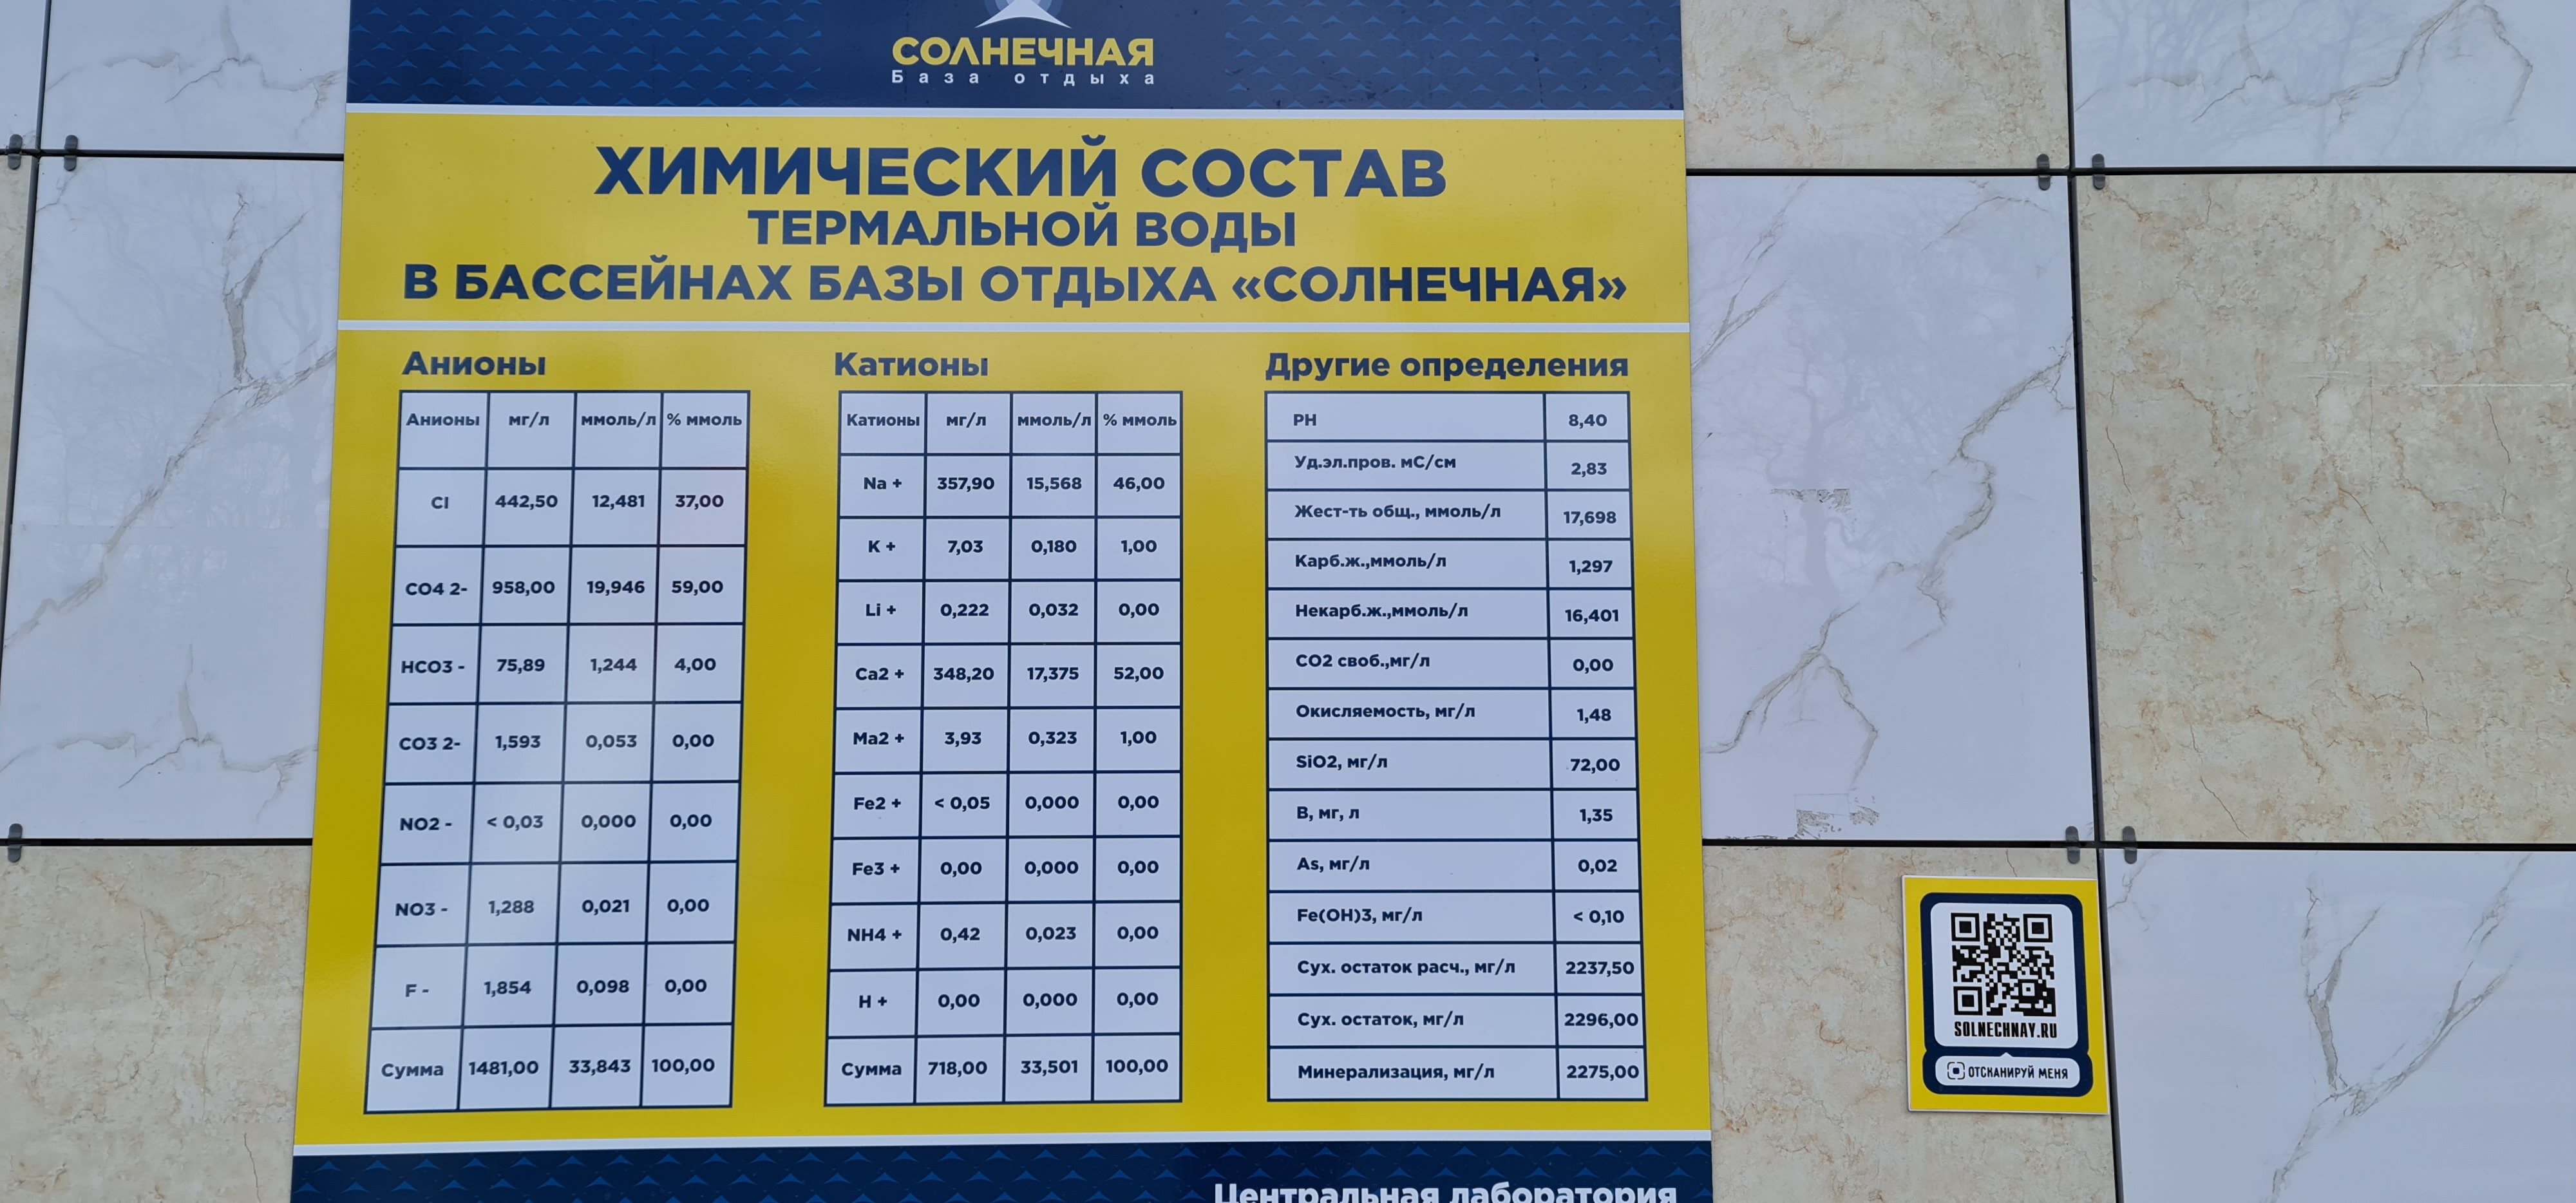 СОЛНЕЧНАЯ
База отдыха
ХИМИЧЕСКИЙ СОСТАВ
ТЕРМАЛЬНОЙ ВОДЫ
В БАССЕЙНАХ БАЗЫ ОТДЫХА «СОЛНЕЧНАЯ»
Анионы
Анионы мг/л ммоль/л % ммоль
Cl 442,50 12,481 37,00
CO4 2- 958,00 19,946 59,00
HCO3 - 75,89 1,244 4,00
CO3 2- 1,593 0,053 0,00
NO2 - < 0,03 0,000 0,00
NO3 - 1,288 0,021 0,00
F - 1,854 0,098 0,00
Сумма 1481,00 33,843 100,00
Катионы
Катионы мг/л ммоль/л % ммоль
Na + 357,90 15,568 46,00
K + 7,03 0,180 1,00
Li + 0,222 0,032 0,00
Ca2 + 348,20 17,375 52,00
Ma2 + 3,93 0,323 1,00
Fe2 + < 0,05 0,000 0,00
Fe3 + 0,00 0,000 0,00
NH4 + 0,42 0,023 0,00
H + 0,00 0,000 0,00
Сумма 718,00 33,501 100,00
Другие определения
PH 8,40
Уд.эл.пров. мС/см 2,83
Жест-ть общ., ммоль/л 17,698
Карб.ж.,ммоль/л 1,297
Некарб.ж.,ммоль/л 16,401
CO2 своб.,мг/л 0,00
Окисляемость, мг/л 1,48
SiO2, мг/л 72,00
B, мг, л 1,35
As, мг/л 0,02
Fe(OH)3, мг/л < 0,10
Сух. остаток расч., мг/л 2237,50
Сух. остаток, мг/л 2296,00
Минерализация, мг/л 2275,00
Центральная лаборатория
SOLNECHNAY.RU
ОТСКАНИРУЙ МЕНЯ